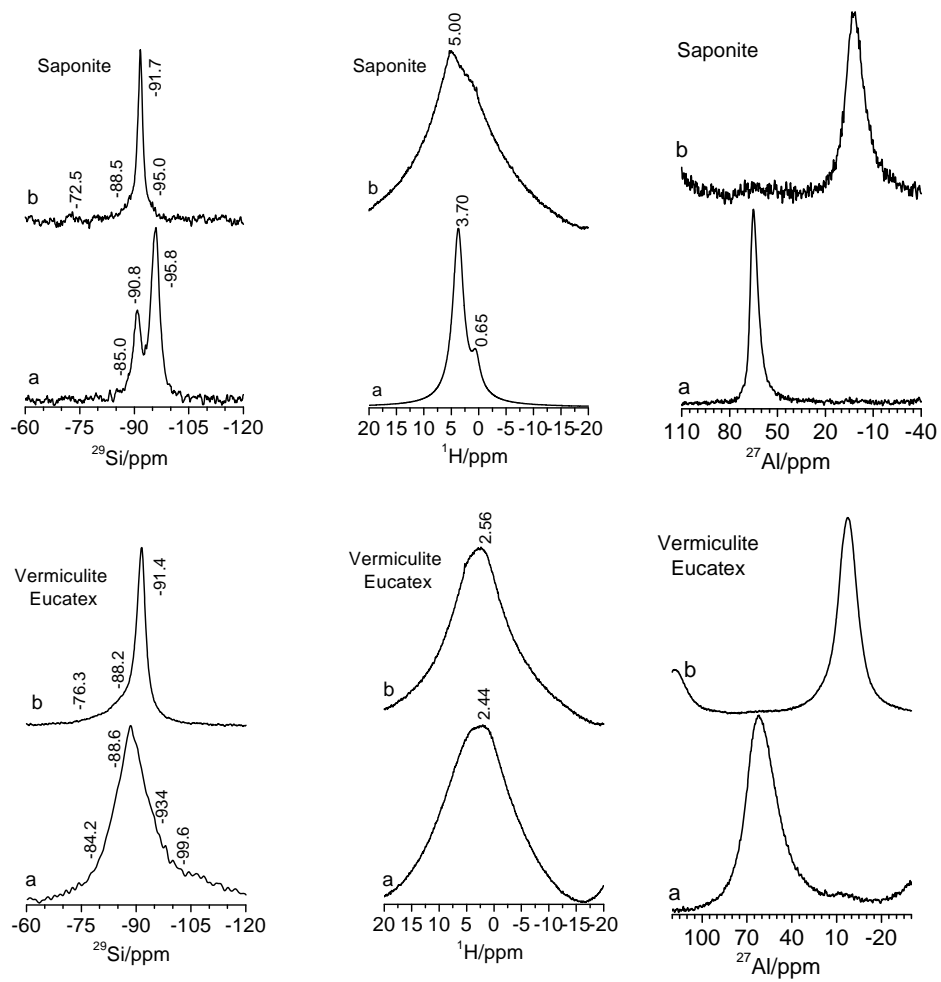 Saponite
b
-72.5
-88.5
-91.7
-95.0
a
-85.0
-90.8
-95.8
-60 -75 -90 -105 -120
29Si/ppm
Saponite
b
5.00
a
3.70
0.65
20 15 10 5 0 -5 -10 -15 -20
1H/ppm
Saponite
b
a
110 80 50 20 -10 -40
27Al/ppm
Vermiculite
Eucatex
b
-76.3
-88.2
-91.4
a
-84.2
-88.6
-934
-99.6
-60 -75 -90 -105 -120
29Si/ppm
Vermiculite
Eucatex
b
2.56
a
2.44
20 15 10 5 0 -5 -10 -15 -20
1H/ppm
Vermiculite
Eucatex
b
a
100 70 40 10 -20
27Al/ppm